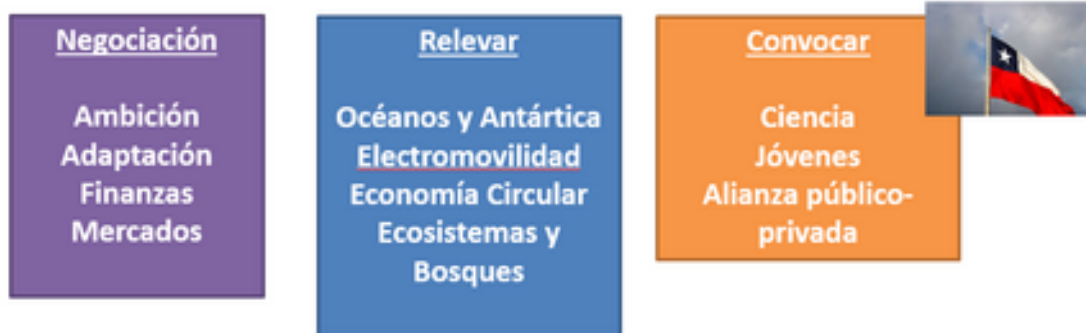 Negociación
Ambición
Adaptación
Finanzas
Mercados
Relevar
Océanos y Antártica
Electromovilidad
Economía Circular
Ecosistemas y
Bosques
Convocar
Ciencia
Jóvenes
Alianza público-
privada